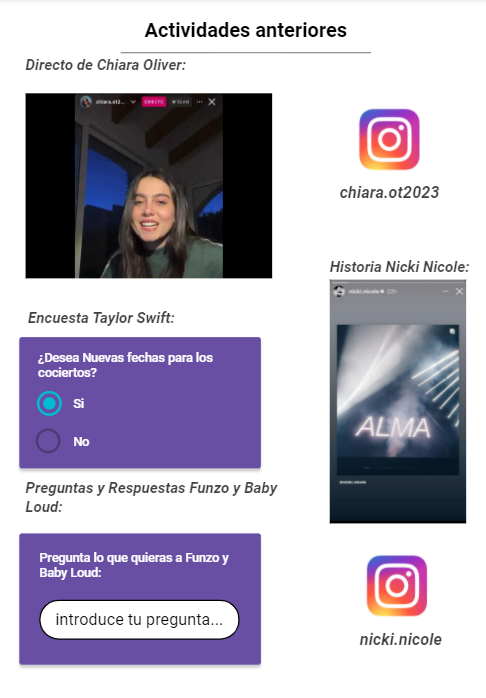 Actividades anteriores
Directo de Chiara Oliver:
chiara.ot2...
DIRECTO
chiara.ot2023
Historia Nicki Nicole:
nicki.nicole
22h
ALMA
Encuesta Taylor Swift:
¿Desea Nuevas fechas para los
cociertos?
Si
No
Preguntas y Respuestas Funzo y Baby
Loud:
Pregunta lo que quieras a Funzo y
Baby Loud:
introduce tu pregunta...
nicki.nicole